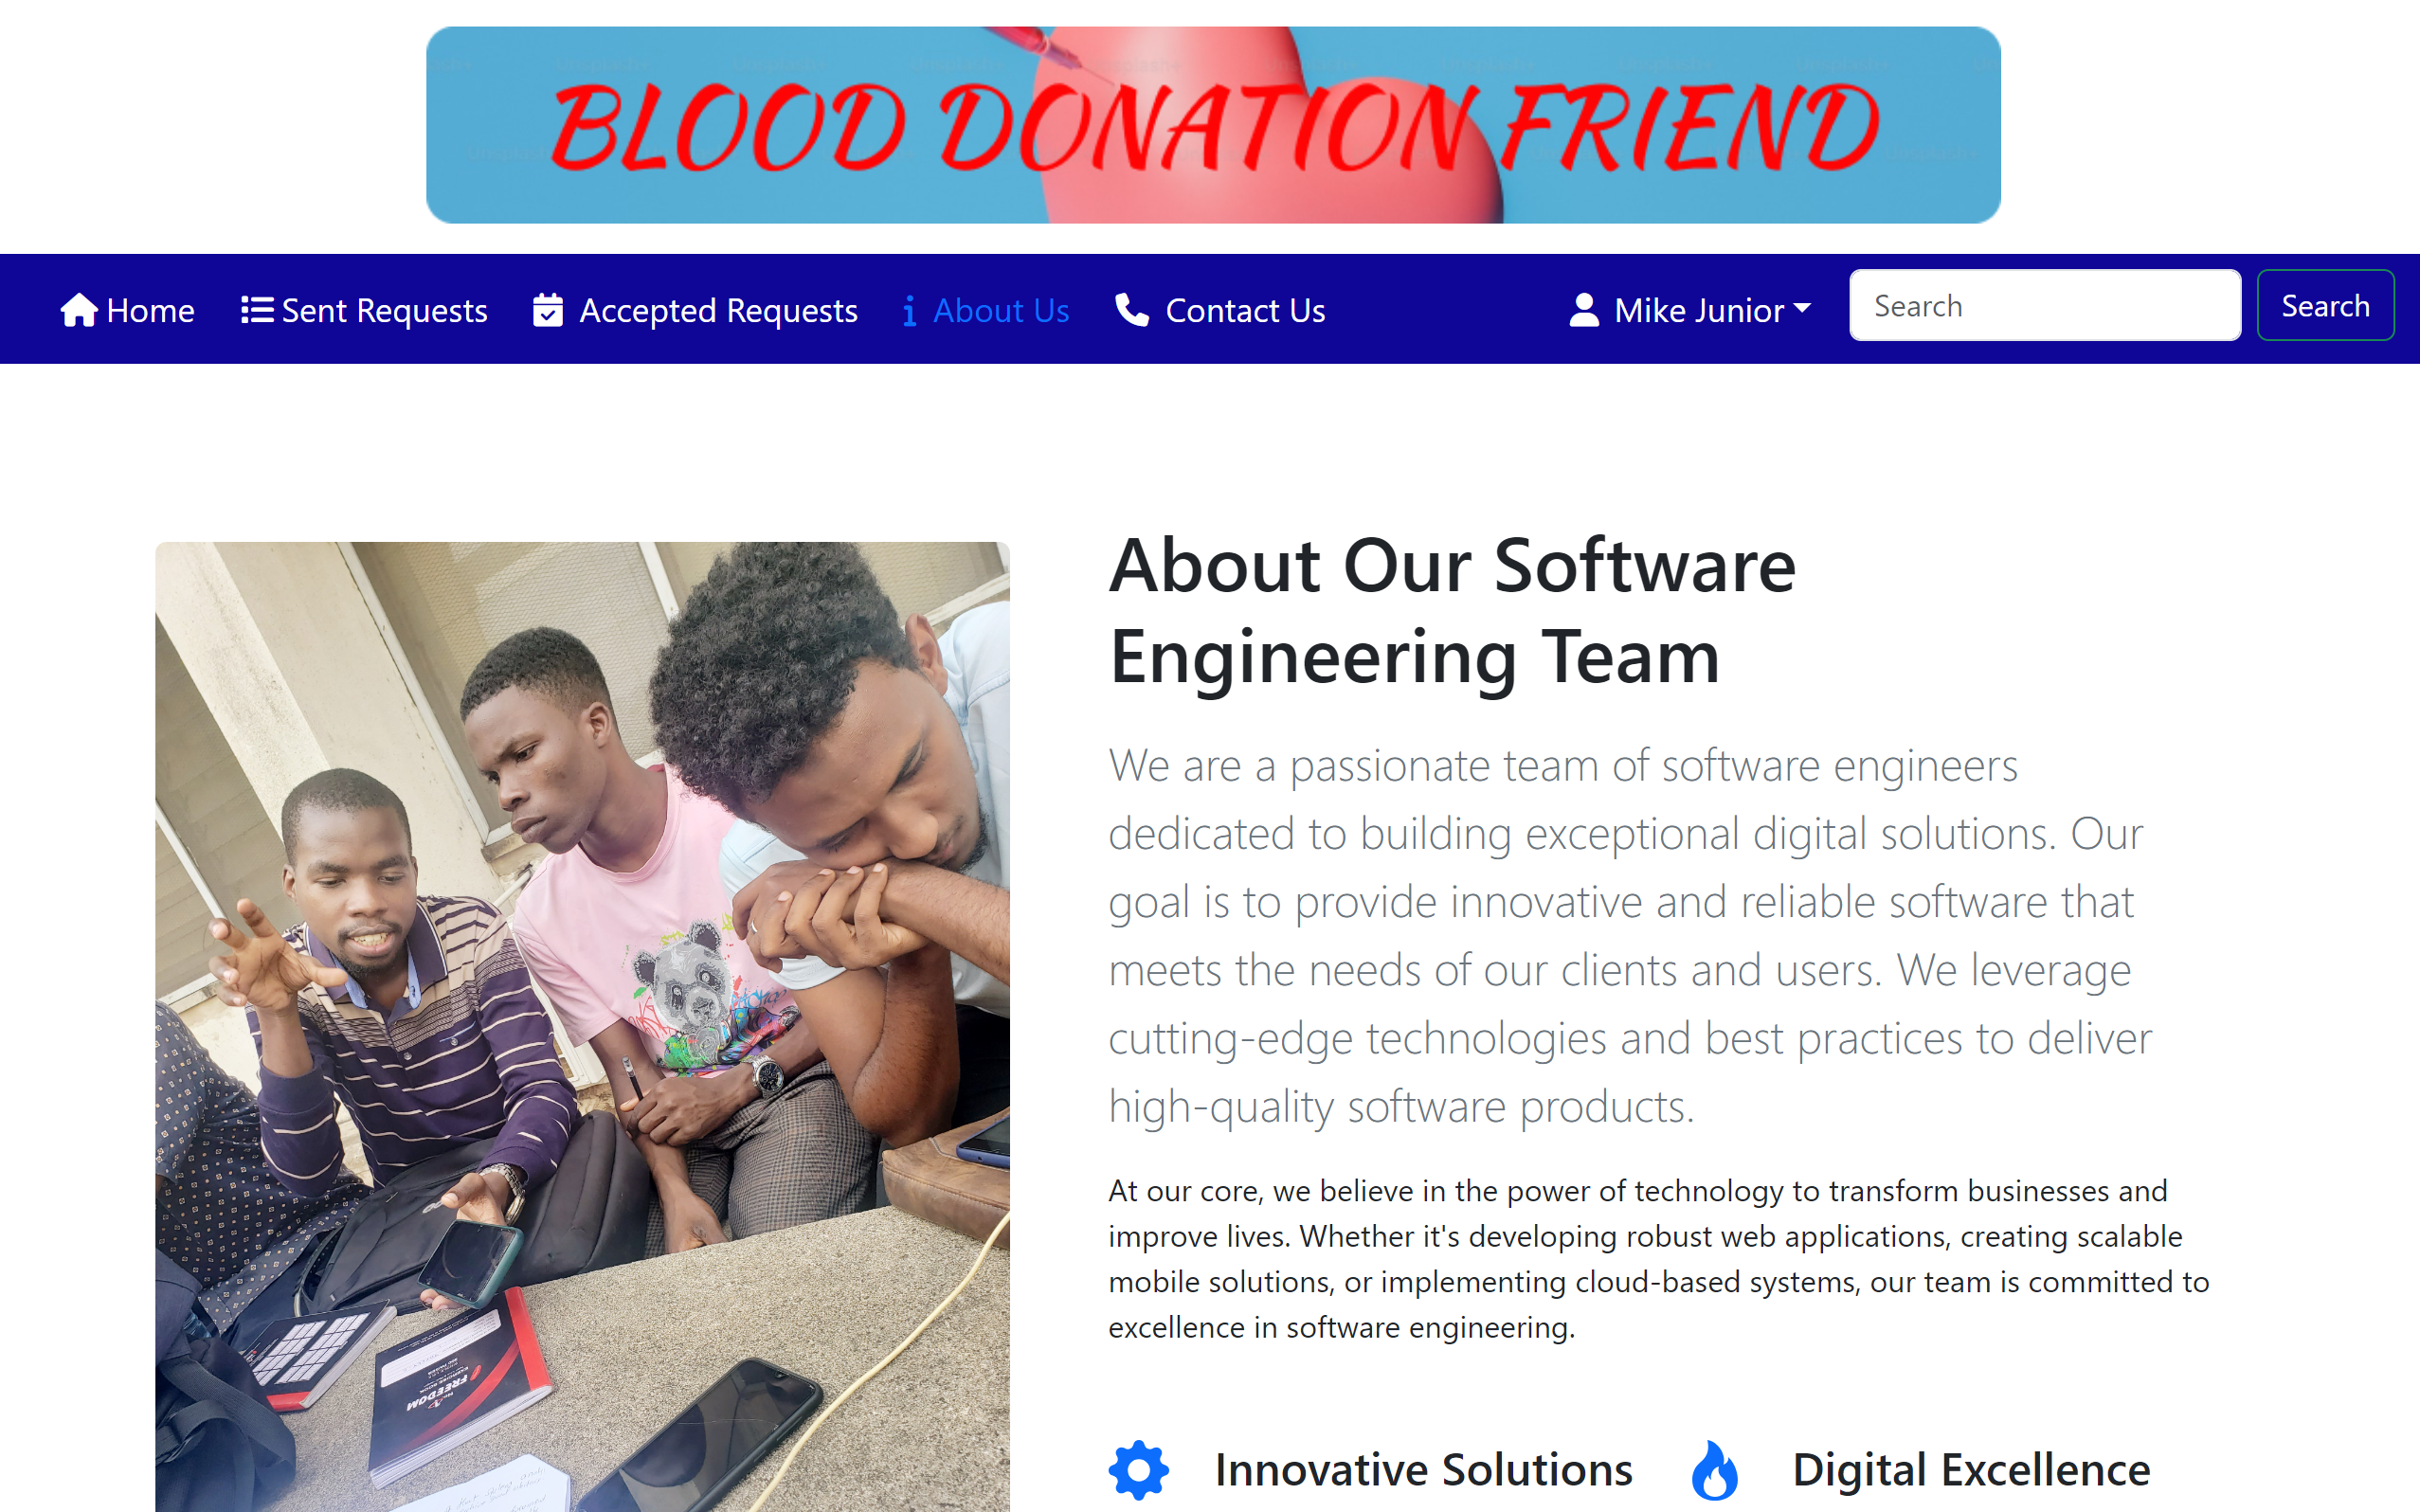 BLOOD DONATION FRIEND
Home Sent Requests Accepted Requests About Us Contact Us Mike Junior Search Search
About Our Software
Engineering Team
We are a passionate team of software engineers
dedicated to building exceptional digital solutions. Our
goal is to provide innovative and reliable software that
meets the needs of our clients and users. We leverage
cutting-edge technologies and best practices to deliver
high-quality software products.
At our core, we believe in the power of technology to transform businesses and
improve lives. Whether it's developing robust web applications, creating scalable
mobile solutions, or implementing cloud-based systems, our team is committed to
excellence in software engineering.
FREEDOM
Innovative Solutions Digital Excellence